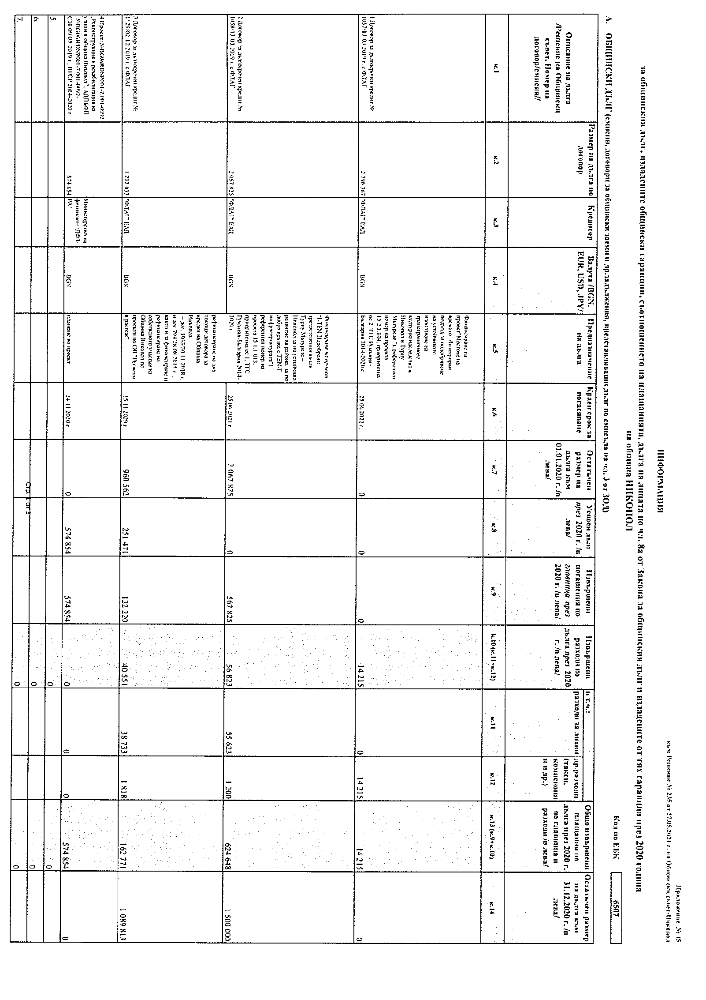 Приложение № 15
към Решение № 235 от 27.05.2021 г. на Общински съвет-Никопол
ИНФОРМАЦИЯ
за общинския дълг, издадените общински гаранции, съотношението на плащанията, дълга на лицата по чл. 8а от Закона за общинския дълг и издадените от тях гаранции през 2020 година
на община НИКОПОЛ
Код по ЕБК 6507
А. ОБЩИНСКИ ДЪЛГ (емисии, договори за общински заеми и др.задължения, представляващи дълг по смисъла на чл. 3 от ЗОД)
Описание на дълга
/Решение на Общински
съвет, Номер на
договор/емисия//
Размер на дълга по
договор
Кредитор
Валута /BGN,
EUR, USD, JPY/
Предназначение
на дълга
Краен срок за
погасяване
Остатъчен
размер на
дълга към
01.01.2020 г. /в
лева/
Усвоен дълг
през 2020 г. /в
лева/
Извършени
погашения по
главница през
2020 г. /в лева/
Извършени
разходи по
дълга през 2020
г. /в лева/
в т.ч.:
разходи за лихви
др.разходи
(такси,
комисионни
и др.)
Общо извършени
плащания по
дълга през 2020 г.
по главница и
разходи /в лева/
Остатъчен размер
на дълга към
31.12.2020 г. /в
лева/
к.1 к.2 к.3 к.4 к.5 к.6 к.7 к.8 к.9 к.10 (к.11+к.12) к.11 к.12 к.13 (к.9+к.10) к.14
1 Договор за дългосрочен кредит №
1057/13 03 2019 г. с ФЛАГ
2 796 367 "ФЛАГ" ЕАД BGN
Финансиране на
проект"Мостове на
времето Интегриран
подход за подобряване
на устойчивото
използване на
трансграничното
културно наследство в
Никопол и Турну
Мъгуреле"), референтен
номер на проекта
15 2 1.104, приоритетна
ос 2, ТГС Румъния-
България 2014-2020 г
25 06 2022 г. 0 0 0 14 215 0 14 215 14 215 0
2 Договор за дългосрочен кредит №
1058/13 03 2019 г. с ФЛАГ
2 067 825 "ФЛАГ" ЕАД BGN
Финансиране на проект
Подобрени
третостепенни възли
Турну Мъгуреле –
Никопол за по устойчиво
развитие на района, за по
добра връзка с TEN-T
инфраструктурата"),
референтен номер на
проекта 15.1.1 013,
приоритетна ос 1, ТГС
Румъния-България 2014-
2020 г.
25 06 2021 г 2 067 825 0 567 825 56 823 55 623 1 200 624 648 1 500 000
3 Договор за дългосрочен кредит №
1129/02.12.2019 г. с ФЛАГ
1 212 033 "ФЛАГ" ЕАД BGN
рефинансиране на два
текущи договора за
кредит на Община
Никопол
– дог. 1033/30 11.2018 г.
и дог. 794/28 08 2015 г. ,
както и за финансиране и
рефинансиране на
собственото участие на
Община Никопол по
проекти по ОП "Региони
в растеж"
25 11 2029 г 960 562 251 471 122 220 40 551 38 733 1 818 162 771 1 089 813
4 Проект: №BG06RDNP001-7.001-0092
„Реконструкция и рехабилитация на
улици в община Никопол", АДПБФП
№BG06RDNP001-7 001-0092-
C01/09.05.2019 г., ПРСР 2014-2020 г.
574 854
Министерство на
финансите /ДФЗ-
РА/
BGN плащане по проект 24.11.2020 г 0 574 854 574 854 0 0 0 574 854 0
5. 0 0
6. 0 0
7. 0 0
Стр. 1 от 3